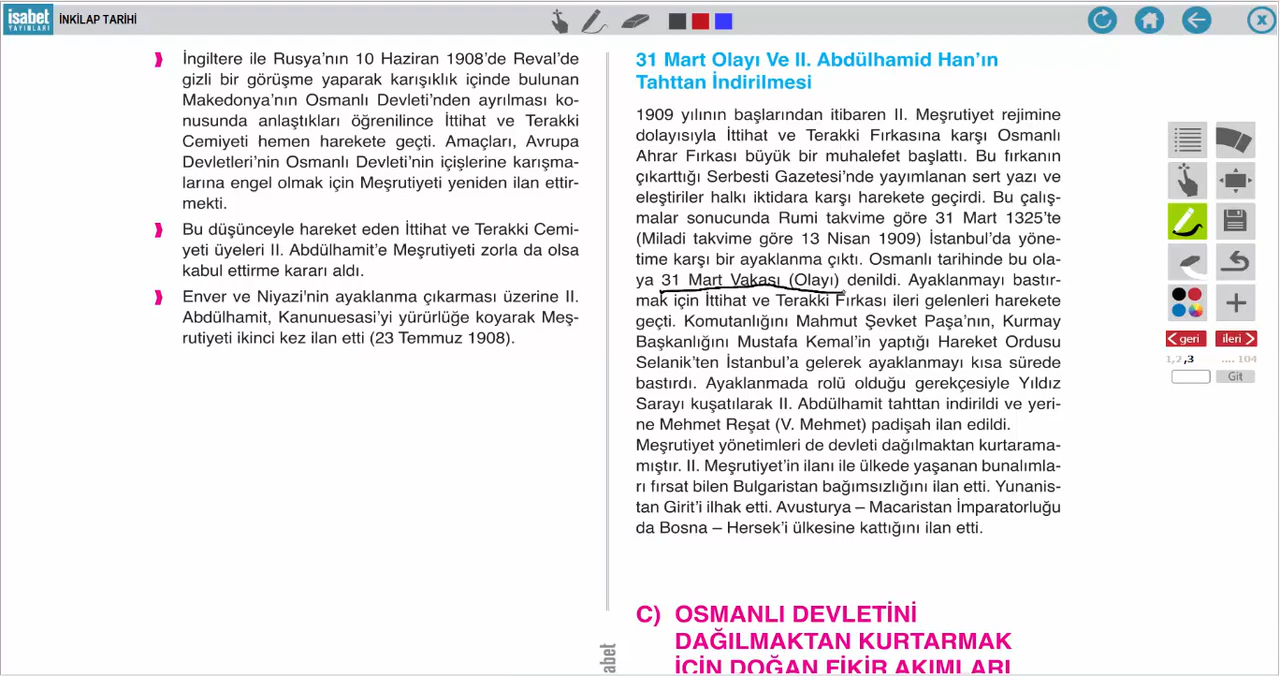 isabet
YAYINLARI
İNKİLAP TARİHİ
İngiltere ile Rusya'nın 10 Haziran 1908'de Reval'de
gizli bir görüşme yaparak karışıklık içinde bulunan
Makedonya'nın Osmanlı Devleti'nden ayrılması ko-
nusunda anlaştıkları öğrenilince İttihat ve Terakki
Cemiyeti hemen harekete geçti. Amaçları, Avrupa
Devletleri'nin Osmanlı Devleti'nin içişlerine karışma-
larına engel olmak için Meşrutiyeti yeniden ilan ettir-
mekti.
Bu düşünceyle hareket eden İttihat ve Terakki Cemi-
yeti üyeleri II. Abdülhamit'e Meşrutiyeti zorla da olsa
kabul ettirme kararı aldı.
Enver ve Niyazi'nin ayaklanma çıkarması üzerine II.
Abdülhamit, Kanunuesasi'yi yürürlüğe koyarak Meş-
rutiyeti ikinci kez ilan etti (23 Temmuz 1908).
31 Mart Olayı Ve II. Abdülhamid Han'ın
Tahttan İndirilmesi
1909 yılının başlarından itibaren II. Meşrutiyet rejimine
dolayısıyla İttihat ve Terakki Fırkasına karşı Osmanlı
Ahrar Fırkası büyük bir muhalefet başlattı. Bu fırkanın
çıkarttığı Serbesti Gazetesi'nde yayımlanan sert yazı ve
eleştiriler halkı iktidara karşı harekete geçirdi. Bu çalış-
malar sonucunda Rumi takvime göre 31 Mart 1325'te
(Miladi takvime göre 13 Nisan 1909) İstanbul'da yöne-
time karşı bir ayaklanma çıktı. Osmanlı tarihinde bu ola-
ya 31 Mart Vakası (Olayı) denildi. Ayaklanmayı bastır-
mak için İttihat ve Terakki Fırkası ileri gelenleri harekete
geçti. Komutanlığını Mahmut Şevket Paşa'nın, Kurmay
Başkanlığını Mustafa Kemal'in yaptığı Hareket Ordusu
Selanik'ten İstanbul'a gelerek ayaklanmayı kısa sürede
bastırdı. Ayaklanmada rolü olduğu gerekçesiyle Yıldız
Sarayı kuşatılarak II. Abdülhamit tahttan indirildi ve yeri-
ne Mehmet Reşat (V. Mehmet) padişah ilan edildi.
Meşrutiyet yönetimleri de devleti dağılmaktan kurtarama-
mıştır. II. Meşrutiyet'in ilanı ile ülkede yaşanan bunalımla-
rı fırsat bilen Bulgaristan bağımsızlığını ilan etti. Yunanis-
tan Girit'i ilhak etti. Avusturya – Macaristan İmparatorluğu
da Bosna – Hersek'i ülkesine kattığını ilan etti.
C) OSMANLI DEVLETİNİ
DAĞILMAKTAN KURTARMAK
İÇİN DOĞAN FİKİR AKIMLARI
abet
geri ileri
1,2,3 .... 104
Git